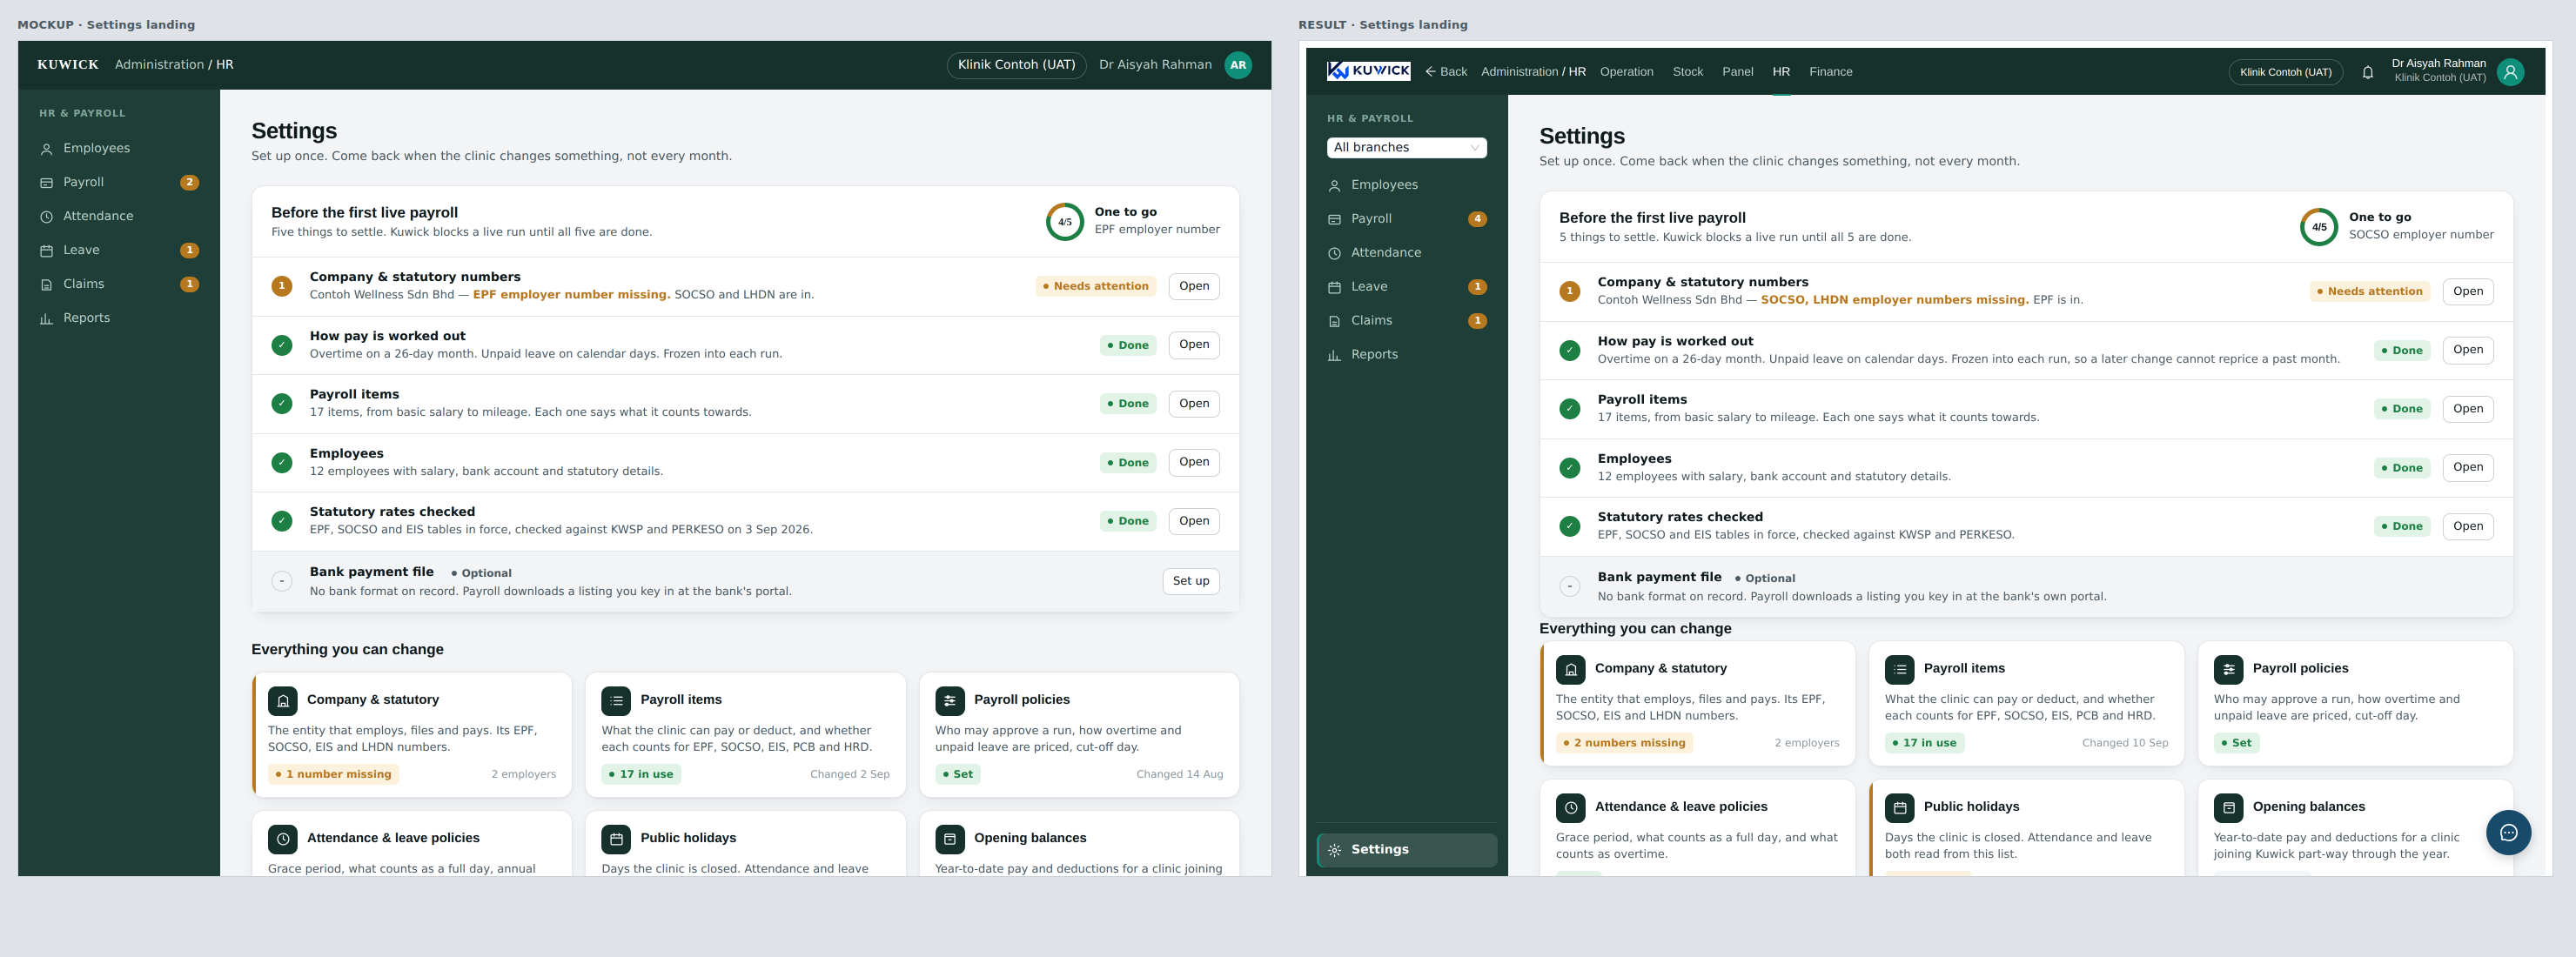 MOCKUP · Settings landing
KUWICK
Administration / HR
Klinik Contoh (UAT)
Dr Aisyah Rahman
AR
HR & PAYROLL
Employees
Payroll 2
Attendance
Leave 1
Claims 1
Reports
Settings
Set up once. Come back when the clinic changes something, not every month.
Before the first live payroll
Five things to settle. Kuwick blocks a live run until all five are done.
4/5
One to go
EPF employer number
1
Company & statutory numbers
Contoh Wellness Sdn Bhd — EPF employer number missing. SOCSO and LHDN are in.
Needs attention
Open
How pay is worked out
Overtime on a 26-day month. Unpaid leave on calendar days. Frozen into each run.
Done
Open
Payroll items
17 items, from basic salary to mileage. Each one says what it counts towards.
Done
Open
Employees
12 employees with salary, bank account and statutory details.
Done
Open
Statutory rates checked
EPF, SOCSO and EIS tables in force, checked against KWSP and PERKESO on 3 Sep 2026.
Done
Open
Bank payment file
Optional
No bank format on record. Payroll downloads a listing you key in at the bank's portal.
Set up
Everything you can change
Company & statutory
The entity that employs, files and pays. Its EPF,
SOCSO, EIS and LHDN numbers.
1 number missing
2 employers
Payroll items
What the clinic can pay or deduct, and whether
each counts for EPF, SOCSO, EIS, PCB and HRD.
17 in use
Changed 2 Sep
Payroll policies
Who may approve a run, how overtime and
unpaid leave are priced, cut-off day.
Set
Changed 14 Aug
Attendance & leave policies
Grace period, what counts as a full day, annual
Public holidays
Days the clinic is closed. Attendance and leave
Opening balances
Year-to-date pay and deductions for a clinic joining
RESULT · Settings landing
KUWICK
Back
Administration / HR
Operation
Stock
Panel
HR
Finance
Klinik Contoh (UAT)
Dr Aisyah Rahman
Klinik Contoh (UAT)
HR & PAYROLL
All branches
Employees
Payroll 4
Attendance
Leave 1
Claims 1
Reports
Settings
Settings
Set up once. Come back when the clinic changes something, not every month.
Before the first live payroll
5 things to settle. Kuwick blocks a live run until all 5 are done.
4/5
One to go
SOCSO employer number
1
Company & statutory numbers
Contoh Wellness Sdn Bhd — SOCSO, LHDN employer numbers missing. EPF is in.
Needs attention
Open
How pay is worked out
Overtime on a 26-day month. Unpaid leave on calendar days. Frozen into each run, so a later change cannot reprice a past month.
Done
Open
Payroll items
17 items, from basic salary to mileage. Each one says what it counts towards.
Done
Open
Employees
12 employees with salary, bank account and statutory details.
Done
Open
Statutory rates checked
EPF, SOCSO and EIS tables in force, checked against KWSP and PERKESO.
Done
Open
Bank payment file
Optional
No bank format on record. Payroll downloads a listing you key in at the bank's own portal.
Everything you can change
Company & statutory
The entity that employs, files and pays. Its EPF,
SOCSO, EIS and LHDN numbers.
2 numbers missing
2 employers
Payroll items
What the clinic can pay or deduct, and whether
each counts for EPF, SOCSO, EIS, PCB and HRD.
17 in use
Changed 10 Sep
Payroll policies
Who may approve a run, how overtime and
unpaid leave are priced, cut-off day.
Set
Attendance & leave policies
Grace period, what counts as a full day, and what
counts as overtime.
Public holidays
Days the clinic is closed. Attendance and leave
both read from this list.
Opening balances
Year-to-date pay and deductions for a clinic
joining Kuwick part-way through the year.